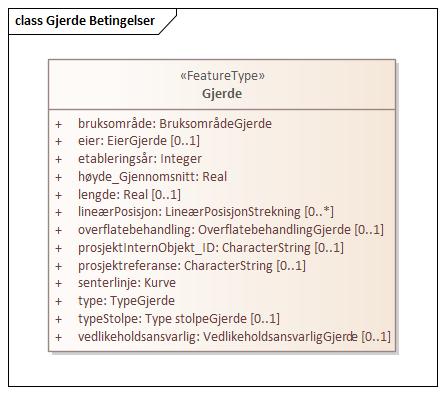 class Gjerde Betingelser
«FeatureType»
Gjerde
+ bruksområde: BruksområdeGjerde
+ eier: EierGjerde [0..1]
+ etableringsår: Integer
+ høyde_Gjennomsnitt: Real
+ lengde: Real [0..1]
+ lineærPosisjon: LineærPosisjonStrekning [0..*]
+ overflatebehandling: OverflatebehandlingGjerde [0..1]
+ prosjektInternObjekt_ID: CharacterString [0..1]
+ prosjektreferanse: CharacterString [0..1]
+ senterlinje: Kurve
+ type: TypeGjerde
+ typeStolpe: Type stolpeGjerde [0..1]
+ vedlikeholdsansvarlig: VedlikeholdsansvarligGjerde [0..1]